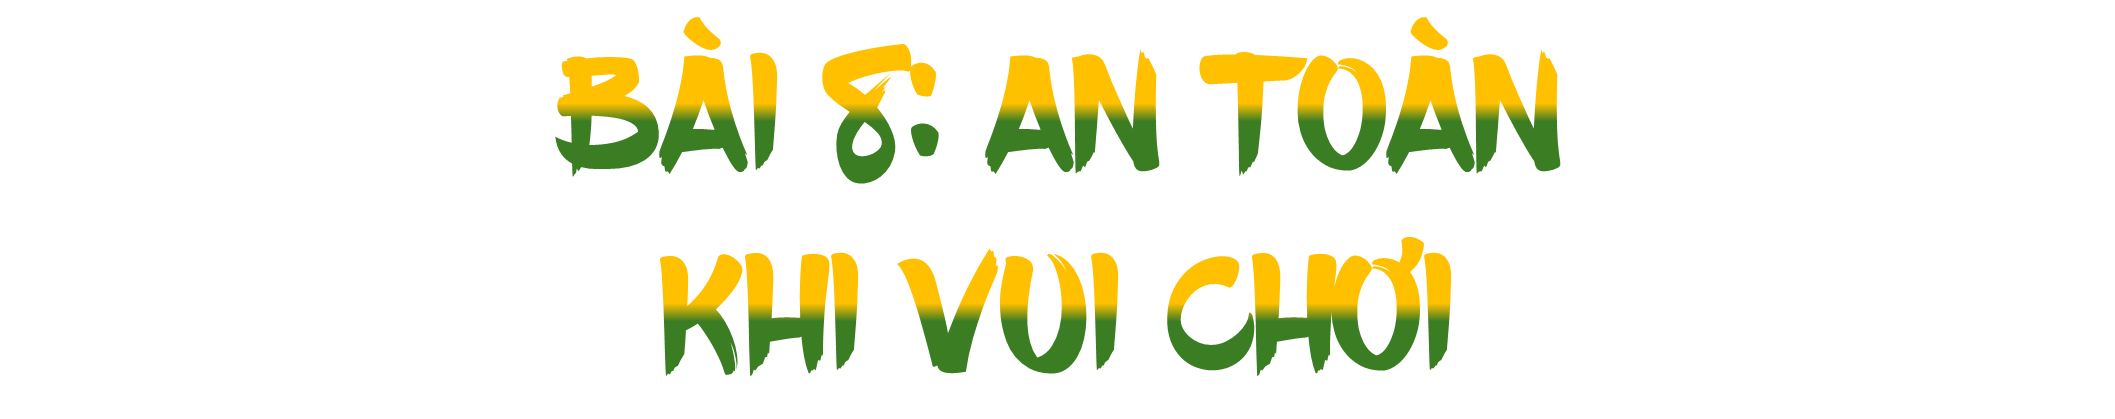 BÀI 8: AN TOÀN
KHI VUI CHƠI